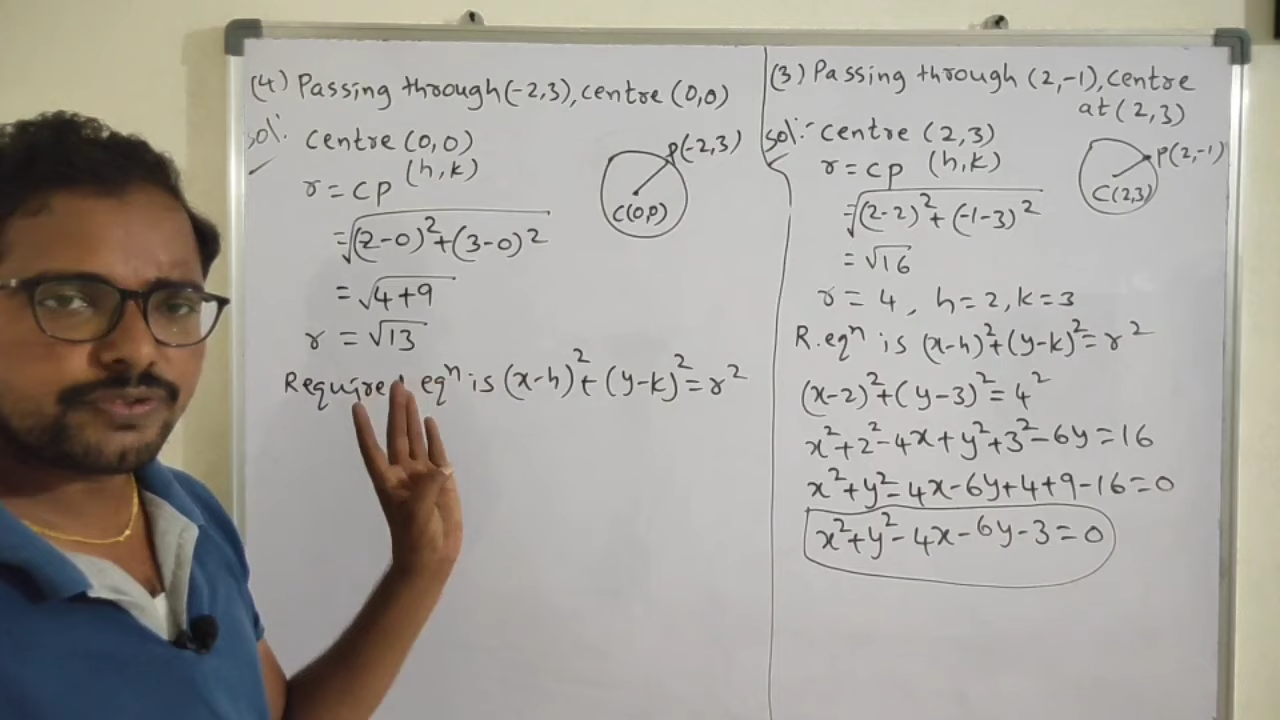 (4) Passing through (-2,3), centre (0,0)
Sol:
centre (0,0)
(h,k)
r = CP
P(-2,3)
C(0,0)
=√(2-0)²+(3-0)²
= √4+9
r = √13
Required eqⁿ is (x-h)²+(y-k)²=r²
(3) Passing through (2,-1), centre
at (2,3)
Sol:- centre (2,3)
(h,k)
r = CP
P(2,-1)
C(2,3)
=√(2-2)²+(-1-3)²
= √16
r = 4, h=2, k=3
R.eqⁿ is (x-h)²+(y-k)²=r²
(x-2)²+(y-3)²=4²
x²+2²-4x+y²+3²-6y=16
x²+y²-4x-6y+4+9-16=0
x²+y²-4x-6y-3=0